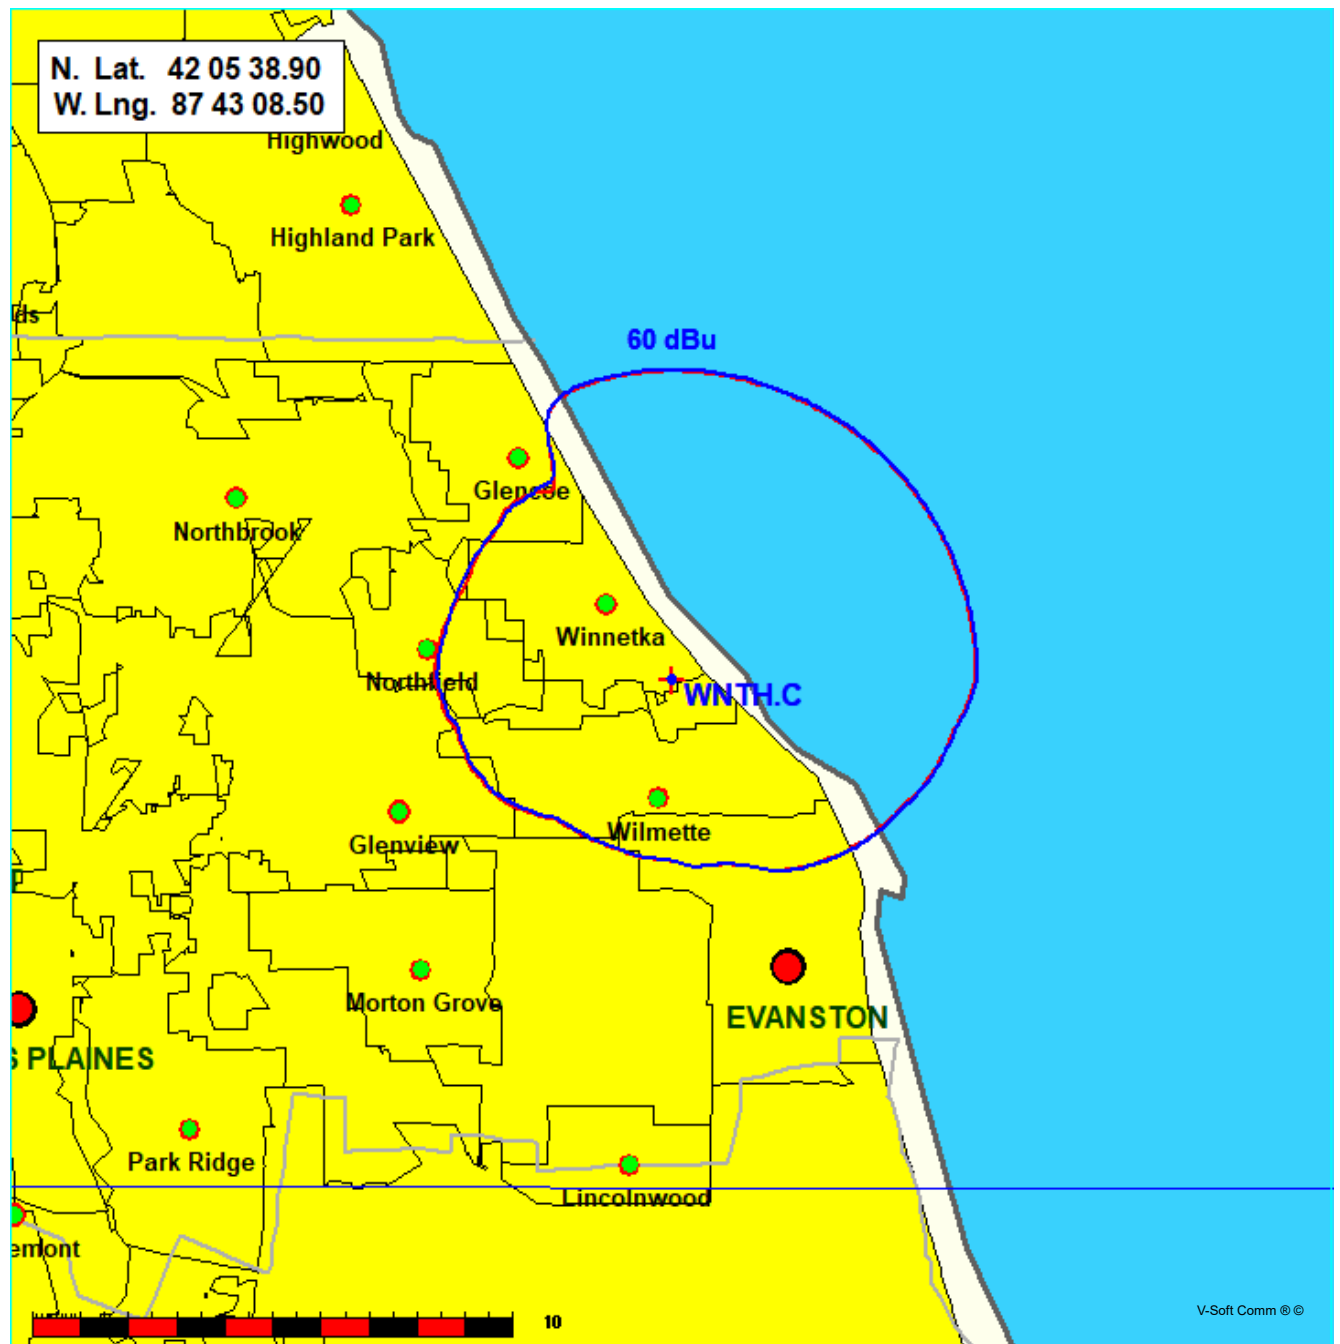 N. Lat. 42 05 38.90
W. Lng. 87 43 08.50
Highwood
Highland Park
ds
60 dBu
Glencoe
Northbrook
Winnetka
Northfield
WNTH.C
Wilmette
Glenview
Morton Grove
EVANSTON
S PLAINES
Park Ridge
Lincolnwood
emont
10
V-Soft Comm ® ©